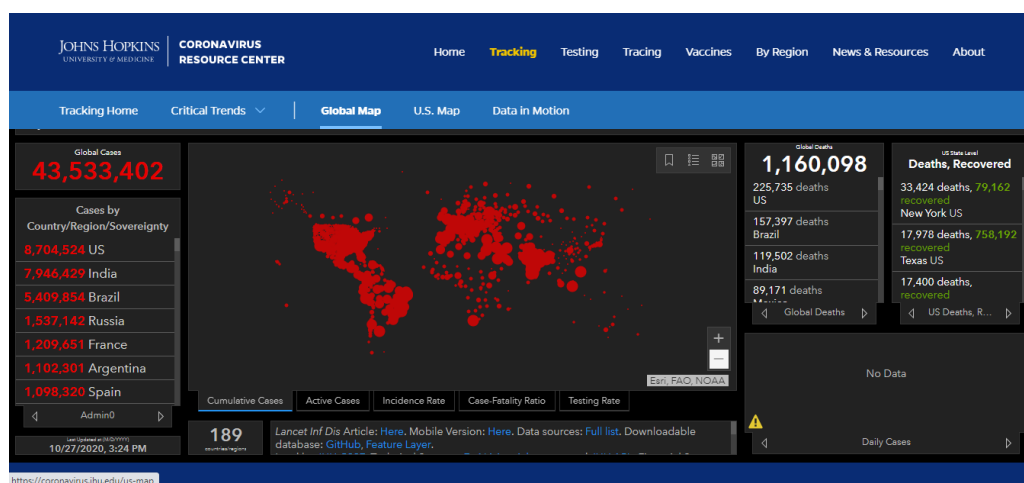 JOHNS HOPKINS
UNIVERSITY & MEDICINE
CORONAVIRUS
RESOURCE CENTER
Home
Tracking
Testing
Tracing
Vaccines
By Region
News & Resources
About
Tracking Home
Critical Trends
Global Map
U.S. Map
Data in Motion
Global Cases
43,533,402
Cases by
Country/Region/Sovereignty
8,704,524 US
7,946,429 India
5,409,854 Brazil
1,537,142 Russia
1,209,651 France
1,102,301 Argentina
1,098,320 Spain
Admin0
Last Updated at (M/D/YYYY)
10/27/2020, 3:24 PM
+
−
Esri, FAO, NOAA
Cumulative Cases
Active Cases
Incidence Rate
Case-Fatality Ratio
Testing Rate
189
countries/regions
Lancet Inf Dis Article: Here. Mobile Version: Here. Data sources: Full list. Downloadable
database: GitHub, Feature Layer.
Global Deaths
1,160,098
225,735 deaths
US
157,397 deaths
Brazil
119,502 deaths
India
89,171 deaths
Mexico
Global Deaths
US State Level
Deaths, Recovered
33,424 deaths, 79,162
recovered
New York US
17,978 deaths, 758,192
recovered
Texas US
17,400 deaths,
recovered
US Deaths, R...
No Data
Daily Cases
https://coronavirus.jhu.edu/us-map